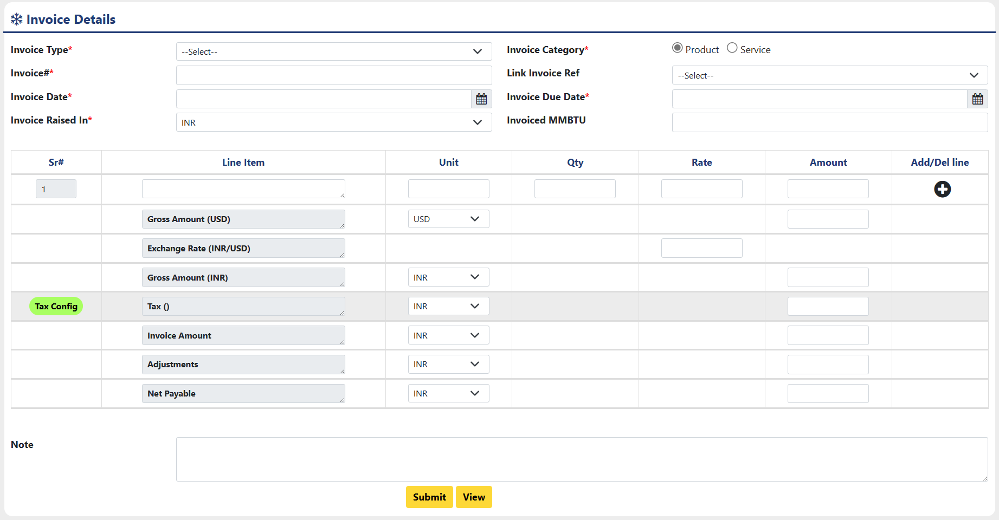 Invoice Details
Invoice Type* --Select-- Invoice Category* Product Service
Invoice#* Link Invoice Ref --Select--
Invoice Date* Invoice Due Date*
Invoice Raised In* INR Invoiced MMBTU
Sr# Line Item Unit Qty Rate Amount Add/Del line
1
Gross Amount (USD) USD
Exchange Rate (INR/USD)
Gross Amount (INR) INR
Tax Config Tax () INR
Invoice Amount INR
Adjustments INR
Net Payable INR
Note
Submit View